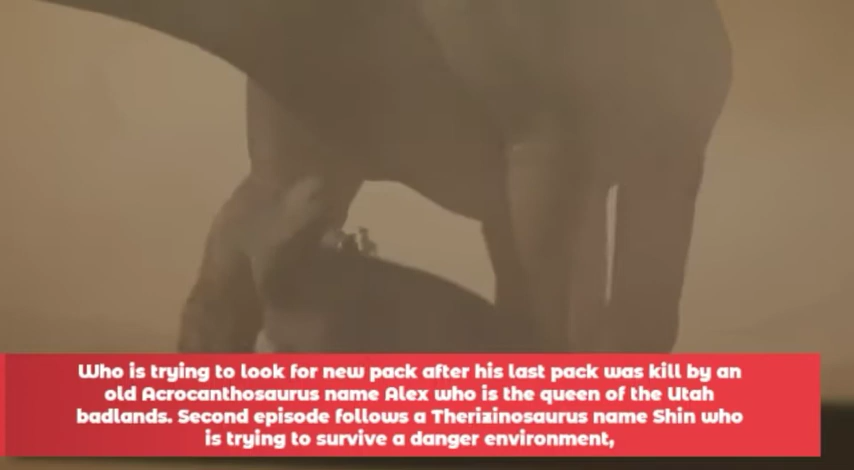 Who is trying to look for new pack after his last pack was kill by an
old Acrocanthosaurus name Alex who is the queen of the Utah
badlands. Second episode follows a Therizinosaurus name Shin who
is trying to survive a danger environment,